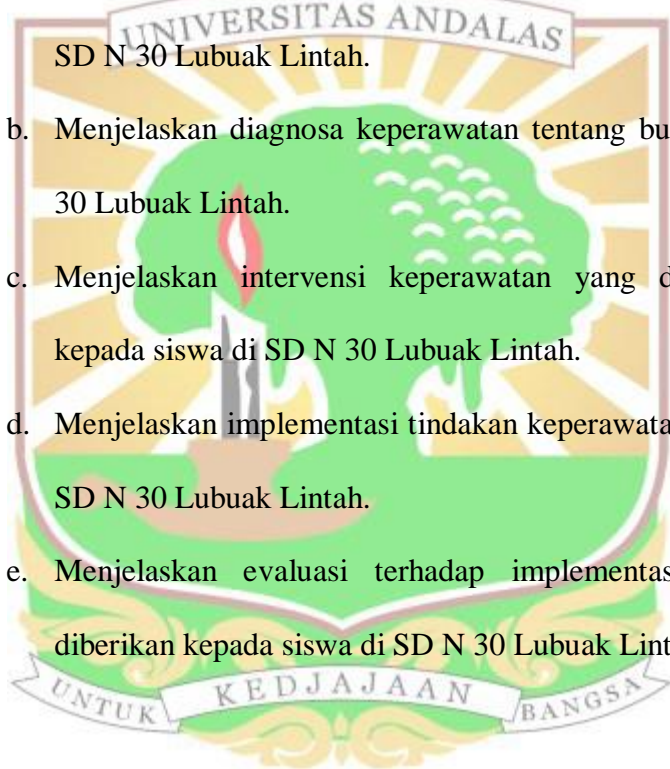 UNIVERSITAS ANDALAS
SD N 30 Lubuak Lintah.
b. Menjelaskan diagnosa keperawatan tentang bu
30 Lubuak Lintah.
c. Menjelaskan intervensi keperawatan yang d
kepada siswa di SD N 30 Lubuak Lintah.
d. Menjelaskan implementasi tindakan keperawata
SD N 30 Lubuak Lintah.
e. Menjelaskan evaluasi terhadap implementas
diberikan kepada siswa di SD N 30 Lubuak Lint
UNTUK KEDJAJAAN BANGSA